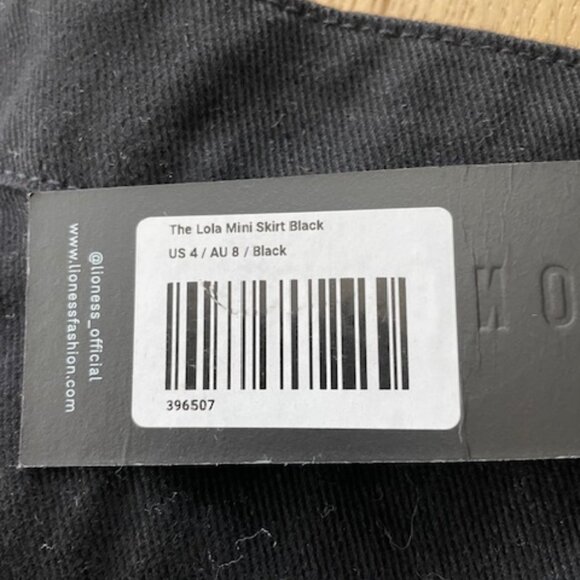 The Lola Mini Skirt Black
US 4 / AU 8 / Black
396507
@lioness_official
www.lionessfashion.com